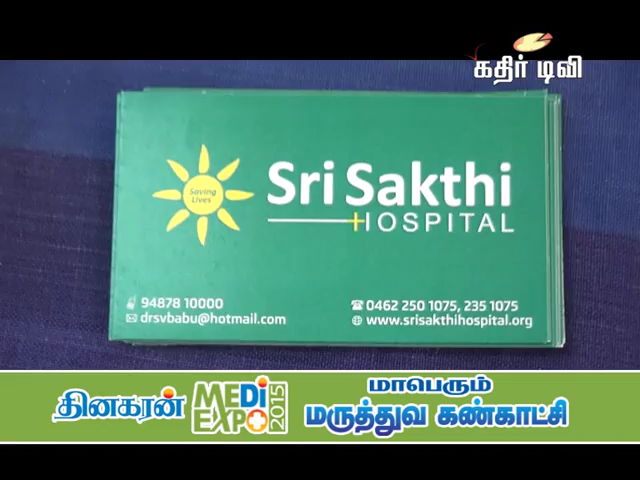 கதிர் டிவி
Saving
Lives
Sri Sakthi
HOSPITAL
94878 10000
drsvbabu@hotmail.com
0462 250 1075, 235 1075
www.srisakthihospital.org
தினகரன் MEDi EXPO 2015
மாபெரும்
மருத்துவ கண்காட்சி